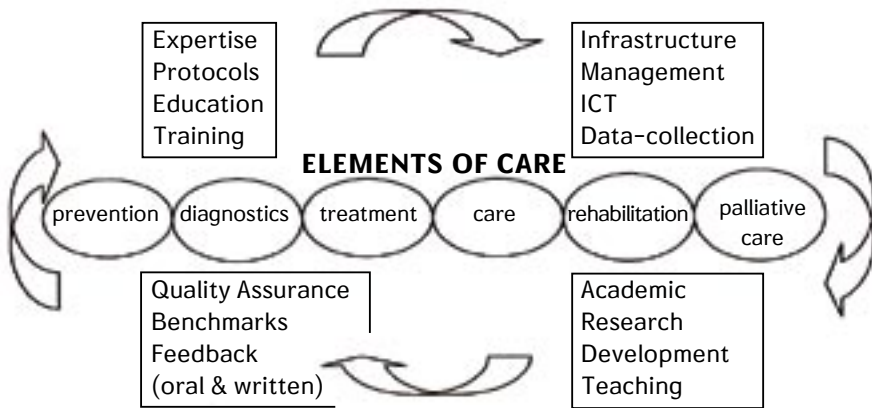 Expertise
Protocols
Education
Training
Infrastructure
Management
ICT
Data-collection
ELEMENTS OF CARE
prevention
diagnostics
treatment
care
rehabilitation
palliative
care
Quality Assurance
Benchmarks
Feedback
(oral & written)
Academic
Research
Development
Teaching